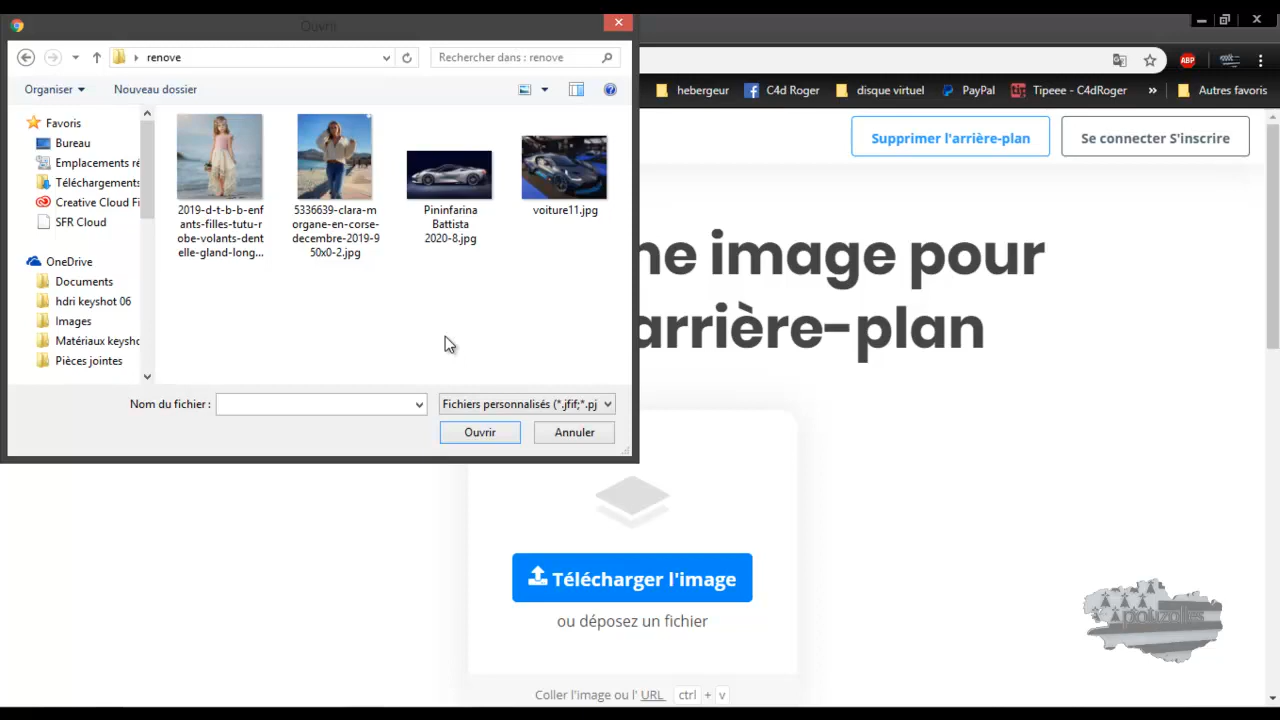 Ouvrir
renove
Rechercher dans : renove
Organiser
Nouveau dossier
Favoris
Bureau
Emplacements ré
Téléchargements
Creative Cloud Fi
SFR Cloud
OneDrive
Documents
hdri keyshot 06
Images
Matériaux keysho
Pièces jointes
2019-d-t-b-b-enf
ants-filles-tutu-r
obe-volants-dent
elle-gland-long...
5336639-clara-m
organe-en-corse-
decembre-2019-9
50x0-2.jpg
Pininfarina
Battista
2020-8.jpg
voiture11.jpg
Nom du fichier :
Fichiers personnalisés (*.jfif;*.pj
Ouvrir
Annuler
ABP
hebergeur
C4d Roger
disque virtuel
PayPal
Tipeee - C4dRoger
»
Autres favoris
Supprimer l'arrière-plan
Se connecter S'inscrire
ne image pour
arrière-plan
Télécharger l'image
ou déposez un fichier
Coller l'image ou l' URL ctrl + v